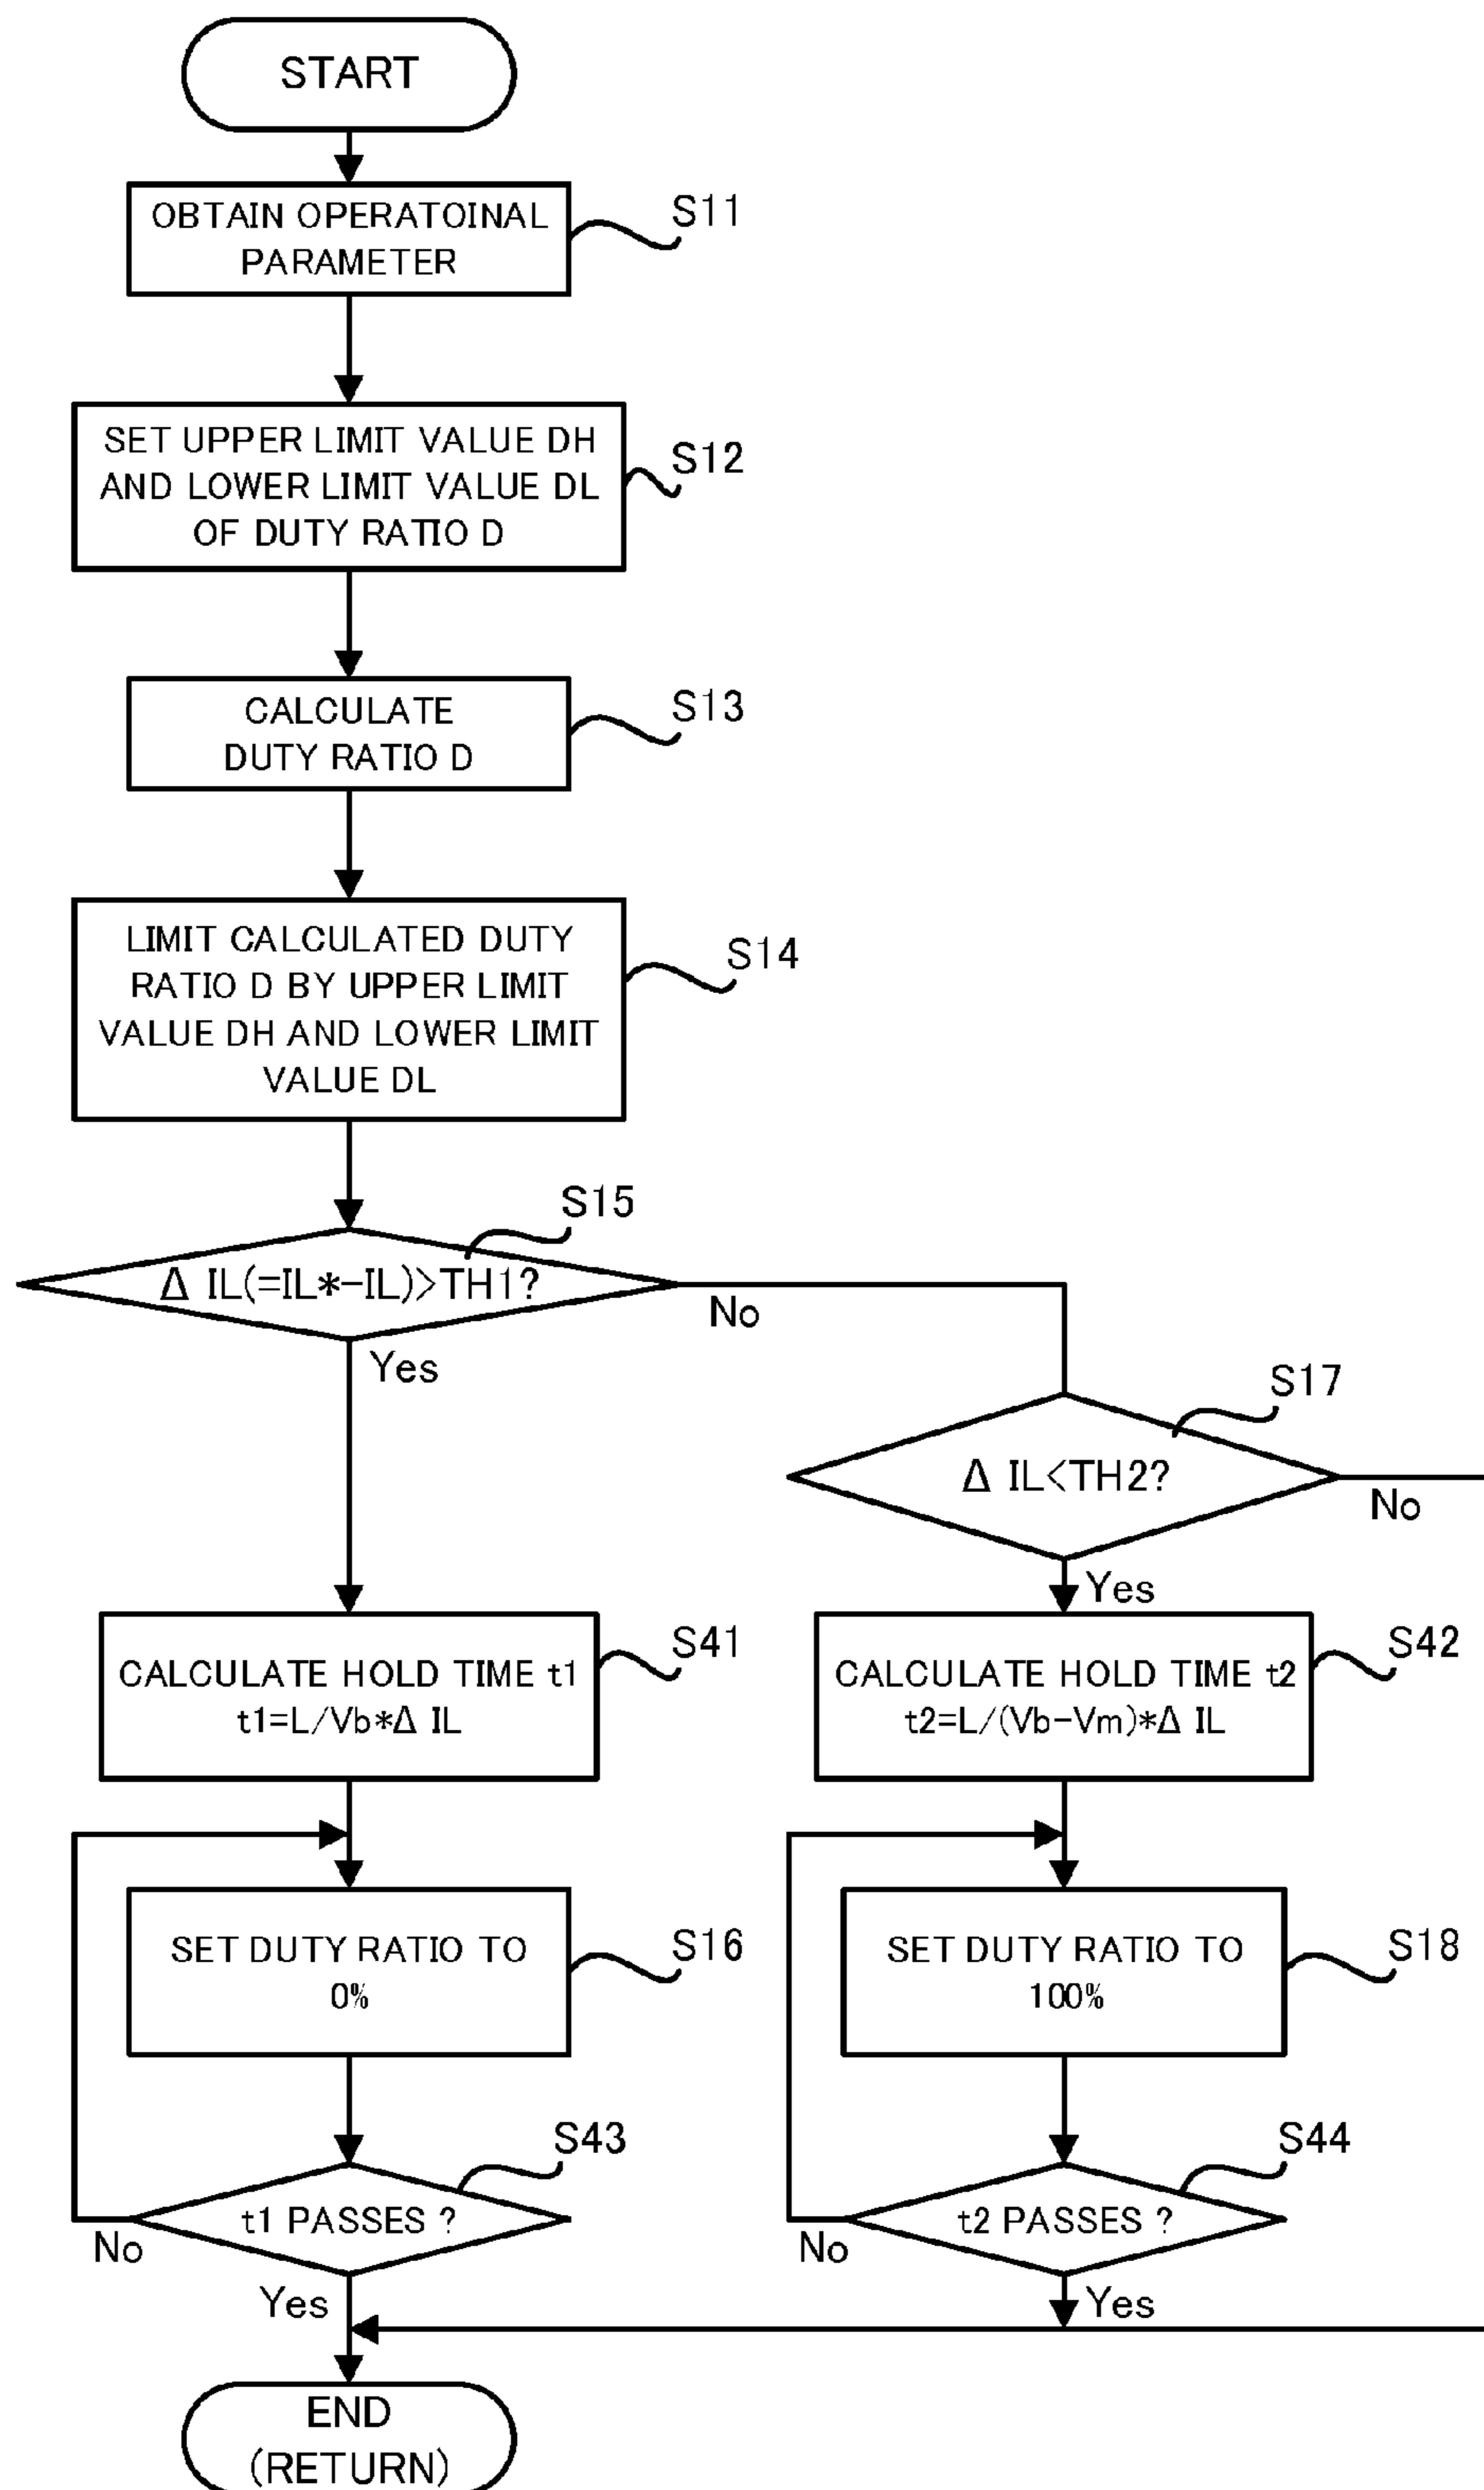 START
OBTAIN OPERATOINAL
PARAMETER
S11
SET UPPER LIMIT VALUE DH
AND LOWER LIMIT VALUE DL
OF DUTY RATIO D
S12
CALCULATE
DUTY RATIO D
S13
LIMIT CALCULATED DUTY
RATIO D BY UPPER LIMIT
VALUE DH AND LOWER LIMIT
VALUE DL
S14
S15
Δ IL(=IL*-IL)>TH1?
No
Yes
S17
Δ IL<TH2?
No
Yes
CALCULATE HOLD TIME t1
t1=L/Vb*Δ IL
S41
CALCULATE HOLD TIME t2
t2=L/(Vb-Vm)*Δ IL
S42
SET DUTY RATIO TO
0%
S16
SET DUTY RATIO TO
100%
S18
S43
t1 PASSES ?
No
Yes
S44
t2 PASSES ?
No
Yes
END
(RETURN)